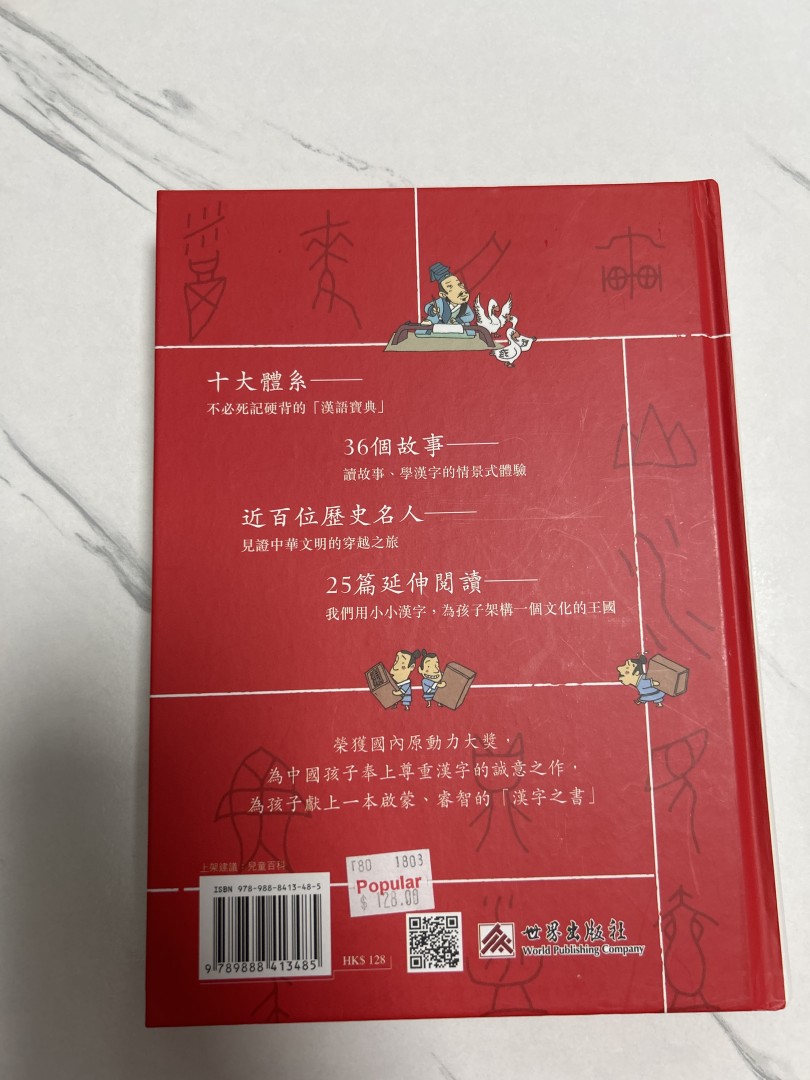 十大體系——
不必死記硬背的「漢語寶典」
36個故事——
讀故事、學漢字的情景式體驗
近百位歷史名人——
見證中華文明的穿越之旅
25篇延伸閱讀——
我們用小小漢字，為孩子架構一個文化的王國
榮獲國內原動力大獎，
為中國孩子奉上尊重漢字的誠意之作，
為孩子獻上一本啟蒙、睿智的「漢字之書」
上架建議：兒童百科
ISBN 978-988-8413-48-5
9 789888 413485
HK$ 128
T80 1803
Popular
$ 128.00
世界出版社
World Publishing Company